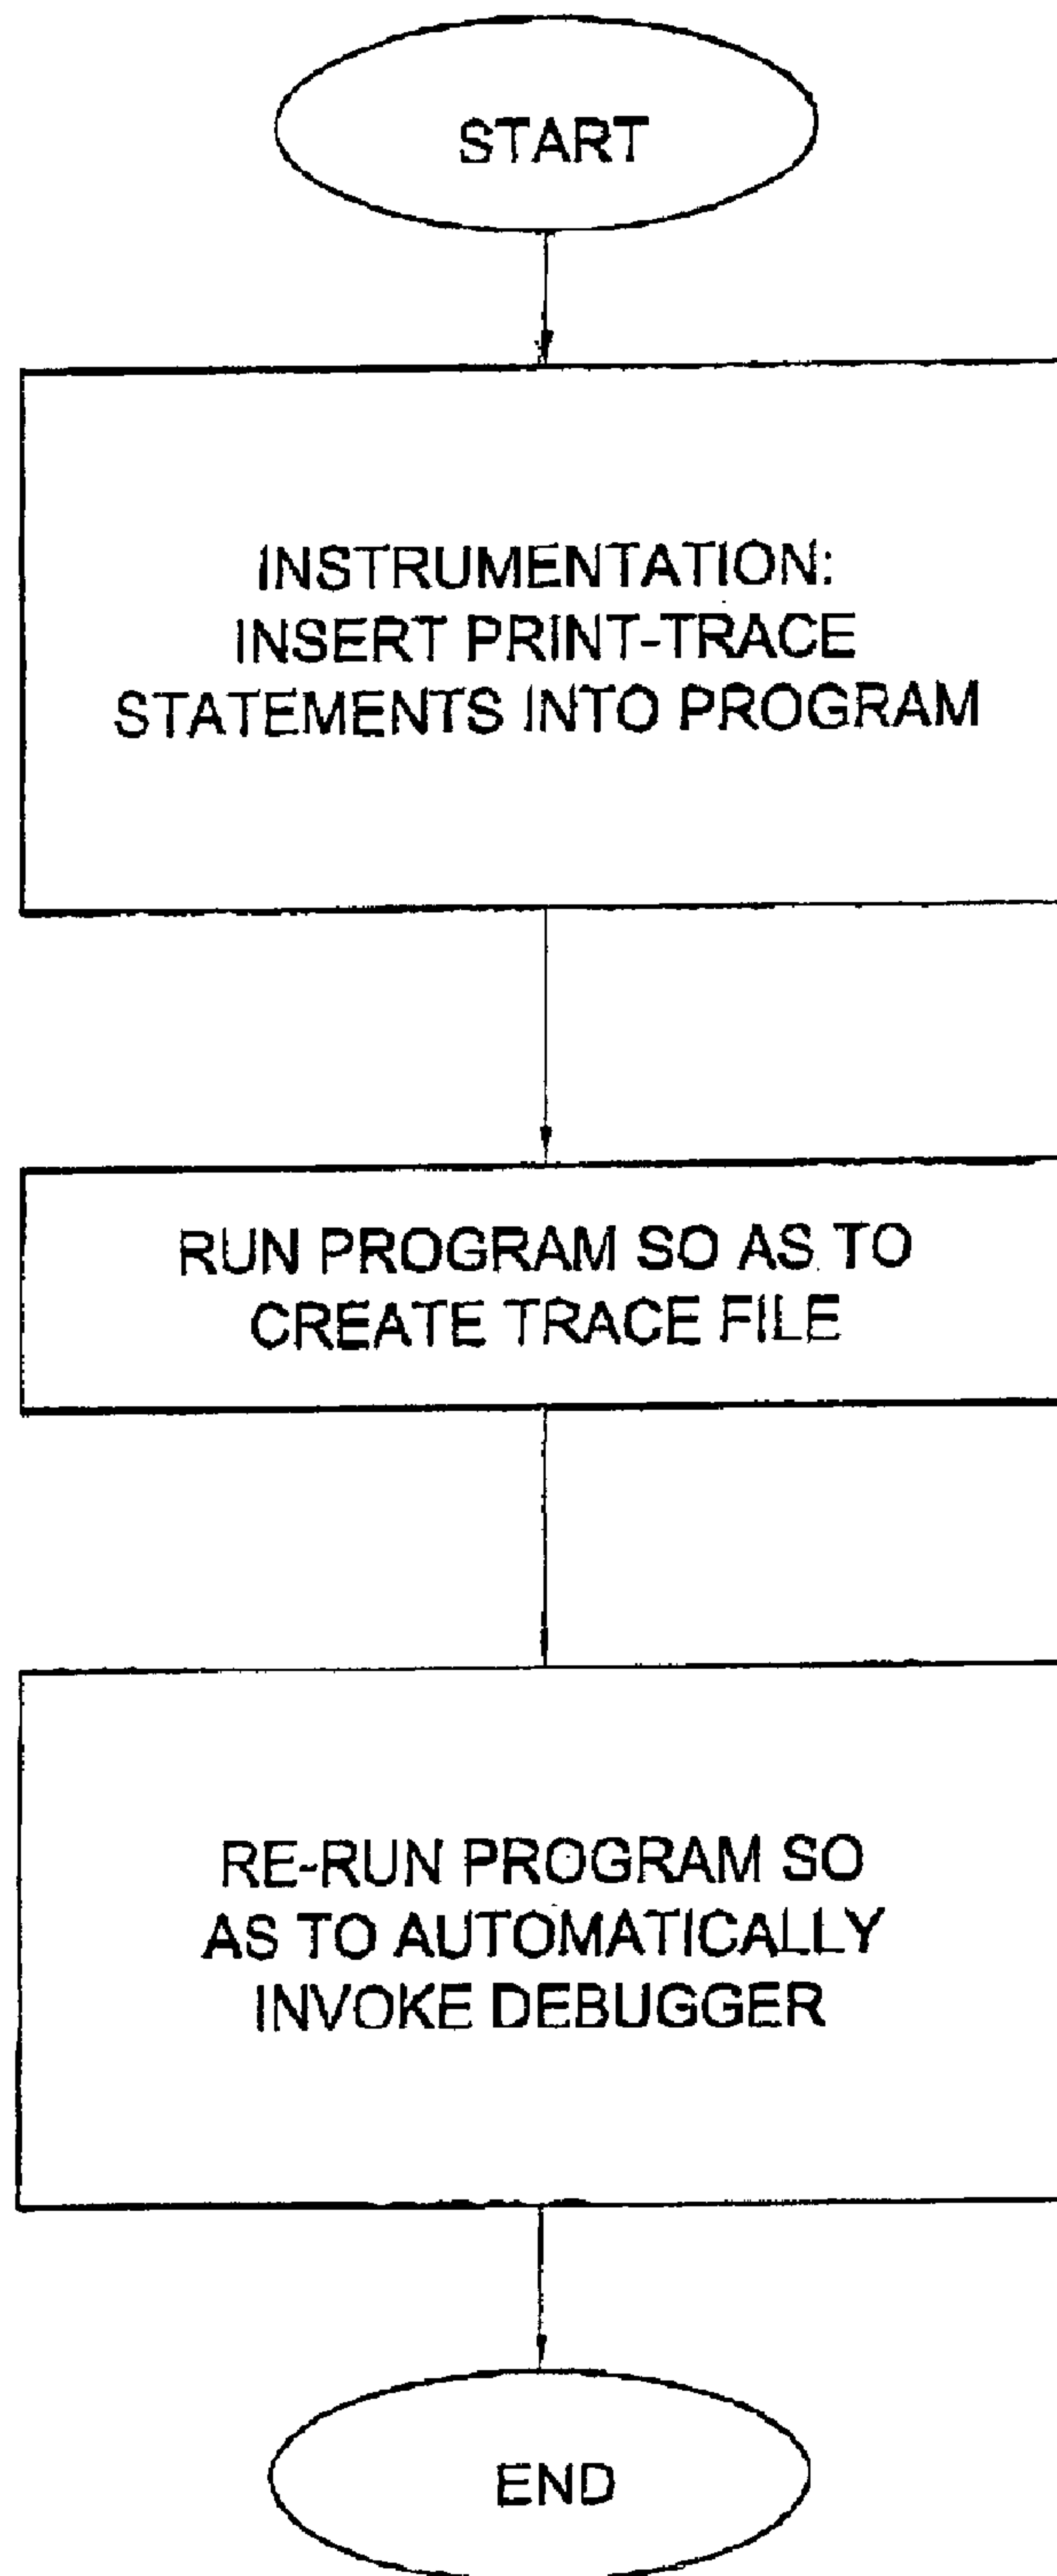 START
INSTRUMENTATION:
INSERT PRINT-TRACE
STATEMENTS INTO PROGRAM
RUN PROGRAM SO AS TO
CREATE TRACE FILE
RE-RUN PROGRAM SO
AS TO AUTOMATICALLY
INVOKE DEBUGGER
END